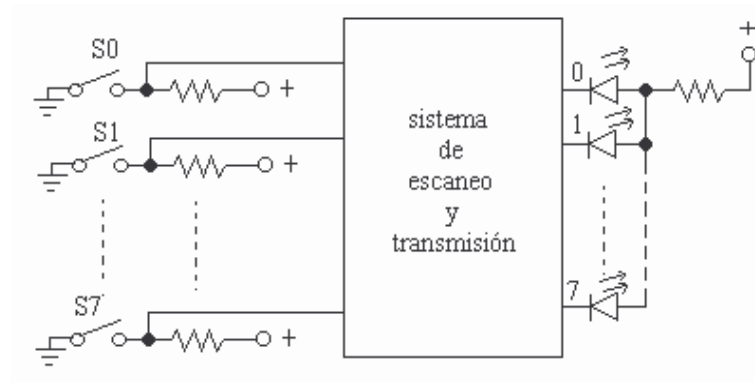 S0
+
S1
+
S7
+
sistema
de
escaneo
y
transmisión
0
1
7
+